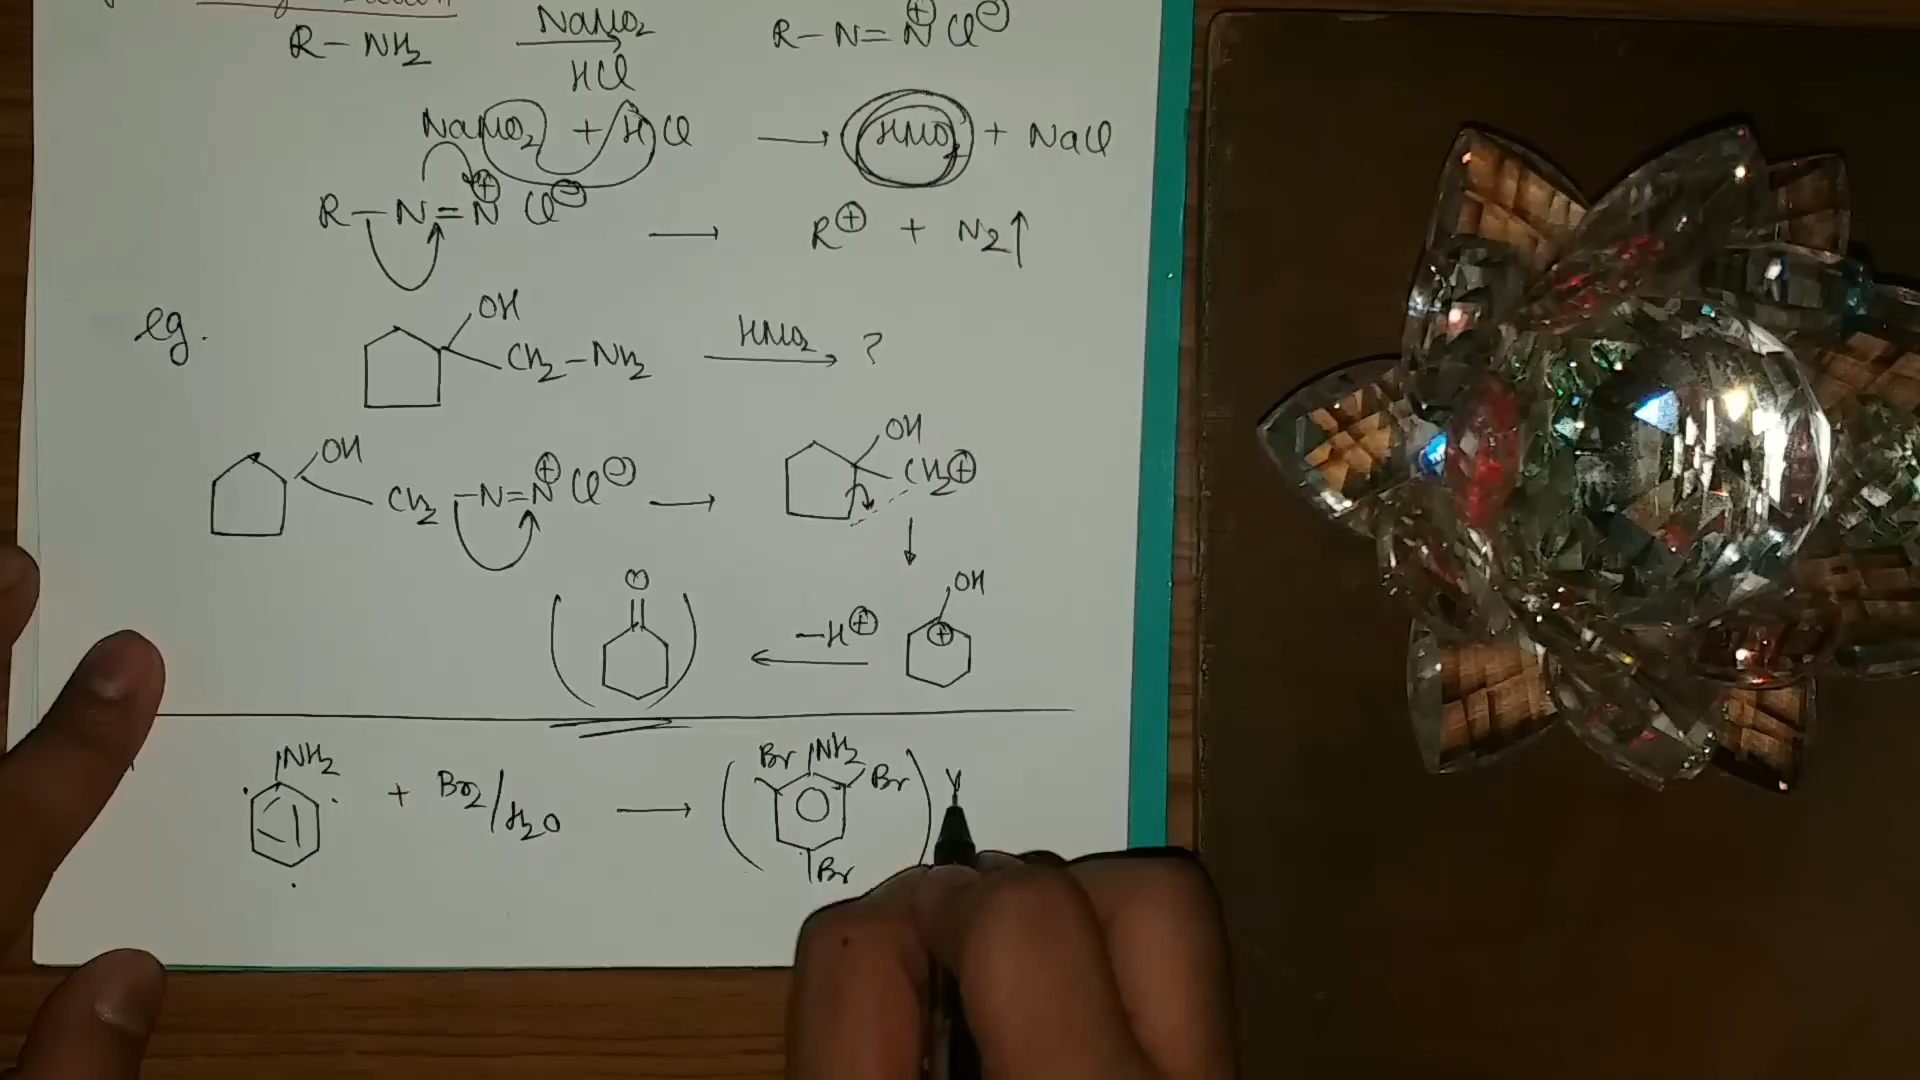 R–NH2 NaNO2 HCl R–N=N⊕ Cl⊖
NaNO2 + HCl ⟶ HNO2 + NaCl
R–N=N⊕ Cl⊖ ⟶ R⊕ + N2↑
eg. OH CH2–NH2 HNO2 ⟶ ?
OH CH2–N=N⊕ Cl⊖ ⟶ OH CH2⊕
O ⟵ –H⊕ OH ⊕
NH2 + Br2/H2O ⟶ (Br NH2 Br Br) Y